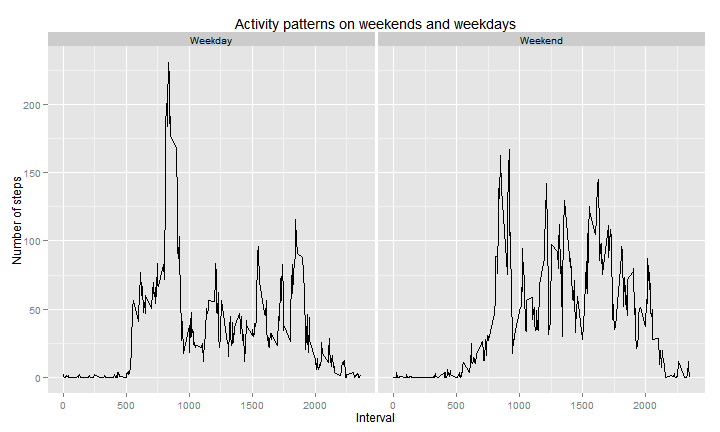 Activity patterns on weekends and weekdays
Weekday
Weekend
Number of steps
200
150
100
50
0
0 500 1000 1500 2000
0 500 1000 1500 2000
Interval